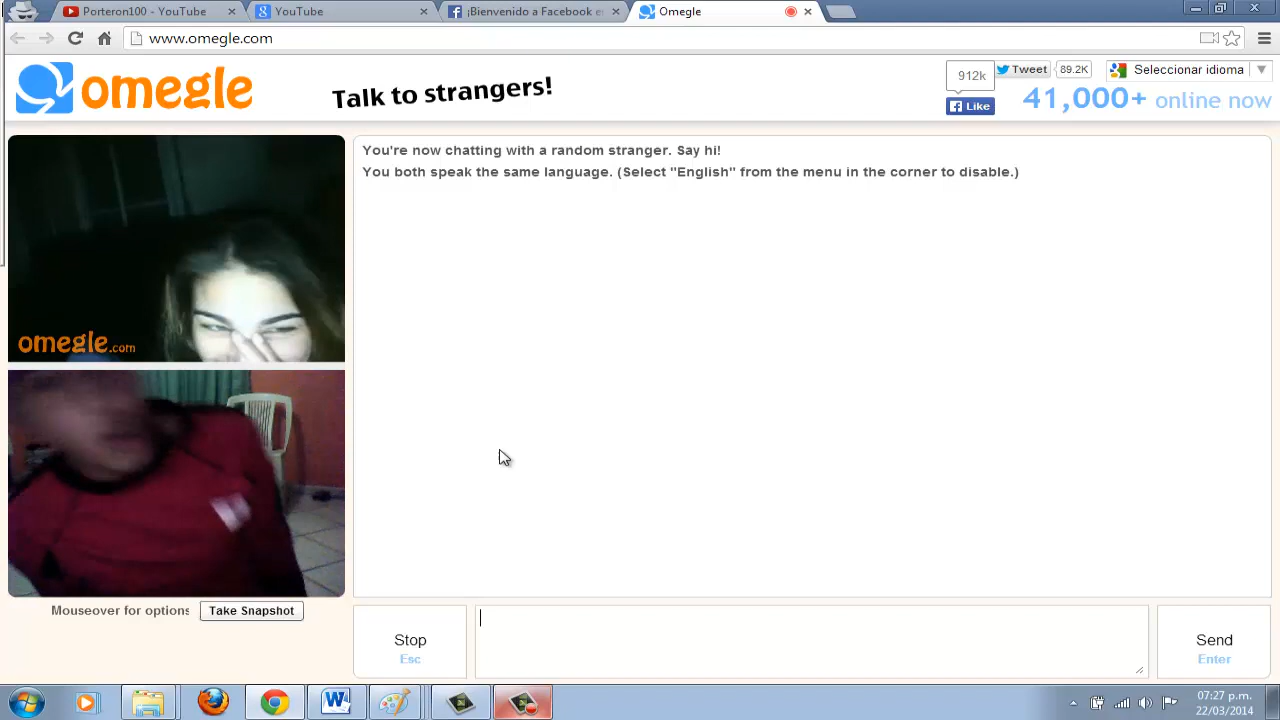 Porteron100 - YouTube
YouTube
¡Bienvenido a Facebook e
Omegle
www.omegle.com
omegle
Talk to strangers!
912k
Like
Tweet
89.2K
Seleccionar idioma
41,000+ online now
omegle.com
You're now chatting with a random stranger. Say hi!
You both speak the same language. (Select "English" from the menu in the corner to disable.)
Mouseover for options
Take Snapshot
Stop
Esc
Send
Enter
07:27 p.m.
22/03/2014